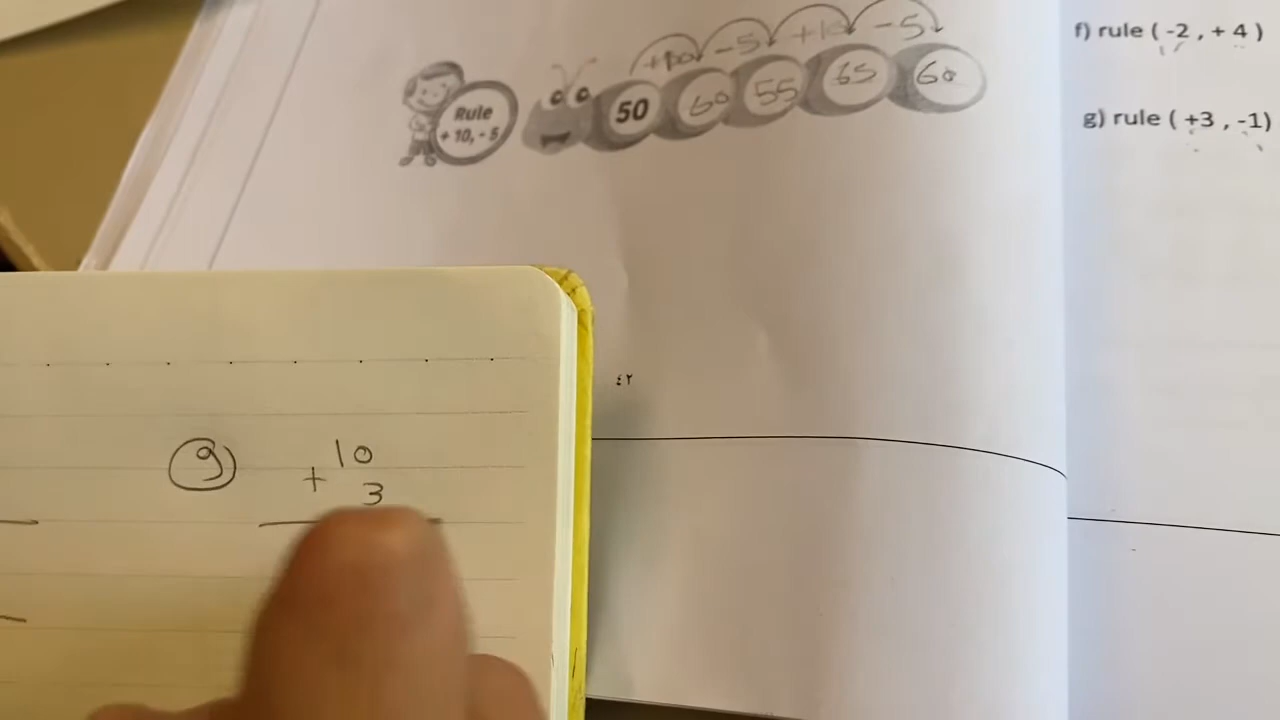 +10 -5 +10 -5
Rule
+ 10, - 5
50 60 55 65 60
f) rule ( -2 , + 4 )
g) rule ( +3 , -1)
٤٢
g) 10
+ 3